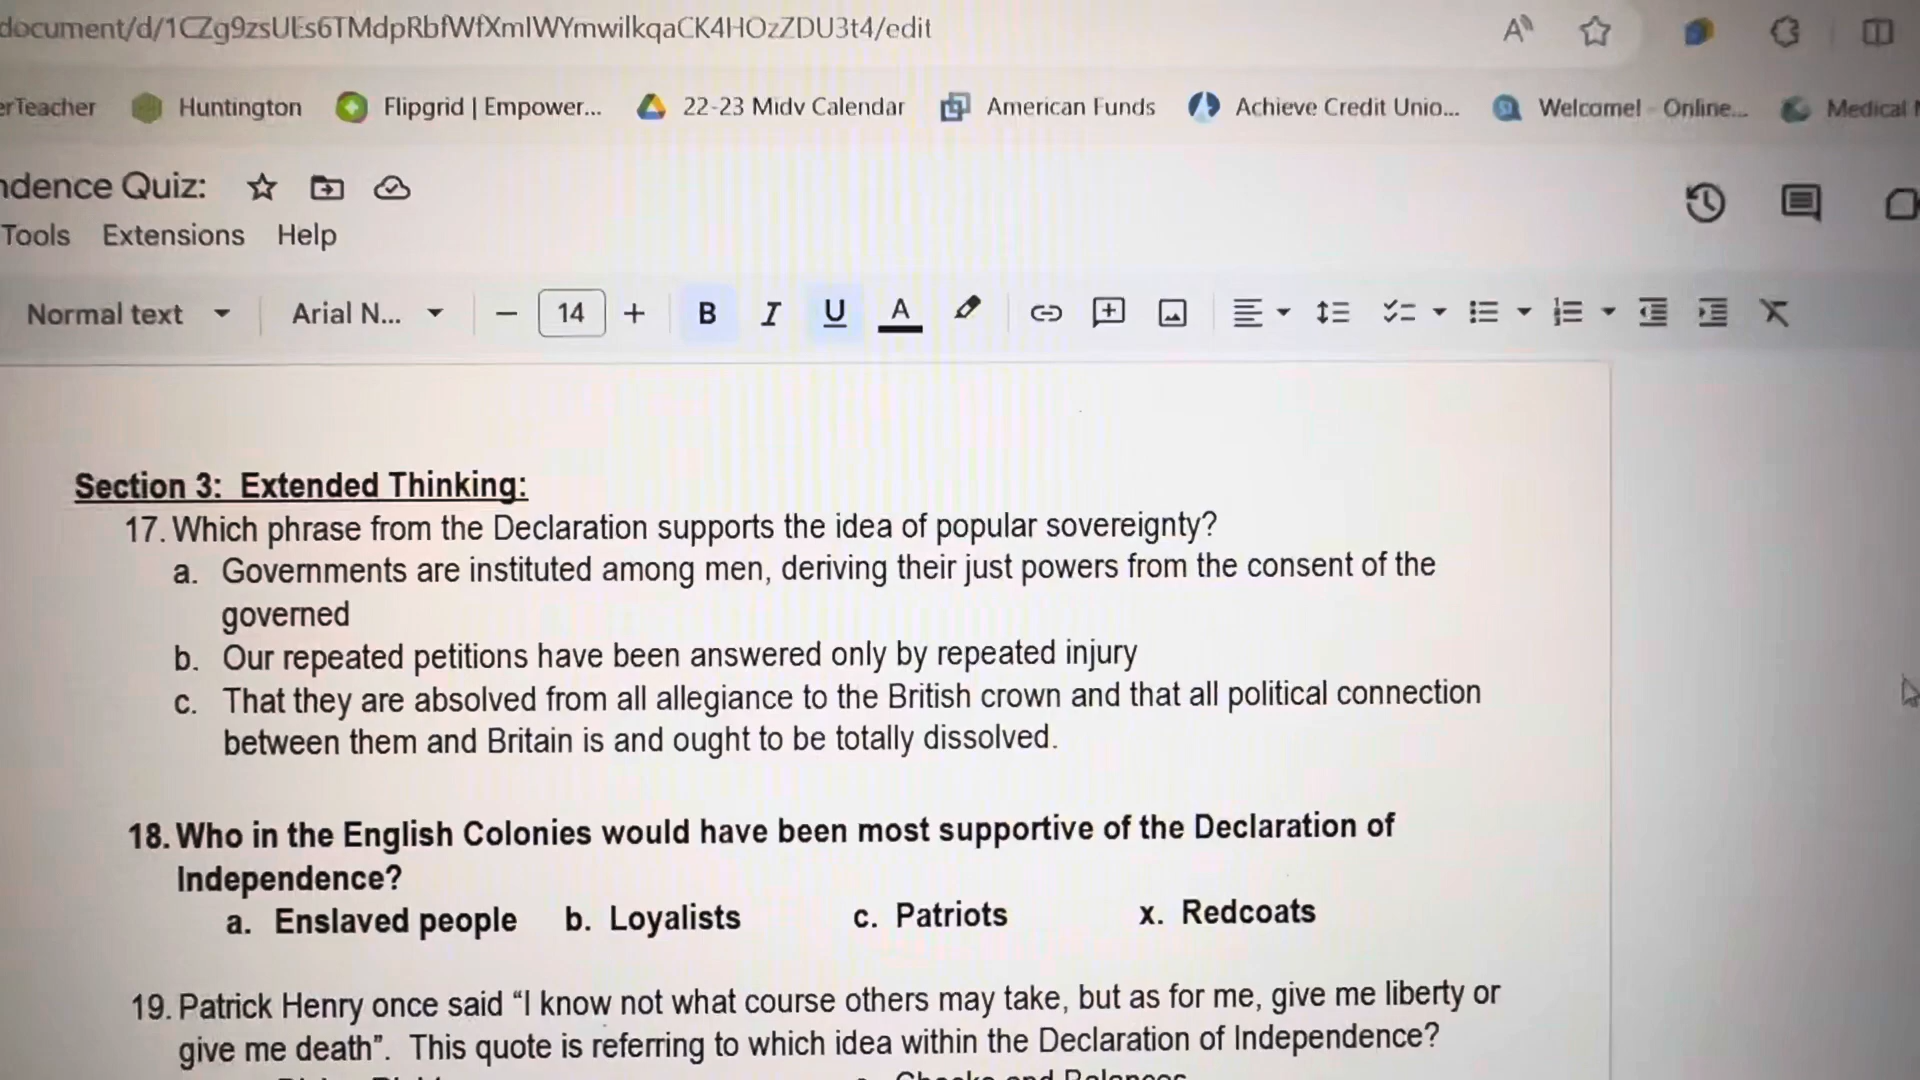 document/d/1CZg9zsUEs6TMdpRbfWfXmIWYmwilkqaCK4HOzZDU3t4/edit
erTeacher Huntington Flipgrid | Empower... 22-23 Midv Calendar American Funds Achieve Credit Unio... Welcome! Online... Medical
ndence Quiz:
Tools Extensions Help
Normal text Arial N... − 14 + B I U A
Section 3: Extended Thinking:
17. Which phrase from the Declaration supports the idea of popular sovereignty?
a. Governments are instituted among men, deriving their just powers from the consent of the
governed
b. Our repeated petitions have been answered only by repeated injury
c. That they are absolved from all allegiance to the British crown and that all political connection
between them and Britain is and ought to be totally dissolved.
18. Who in the English Colonies would have been most supportive of the Declaration of
Independence?
a. Enslaved people b. Loyalists c. Patriots x. Redcoats
19. Patrick Henry once said “I know not what course others may take, but as for me, give me liberty or
give me death”. This quote is referring to which idea within the Declaration of Independence?
Checks and Balances